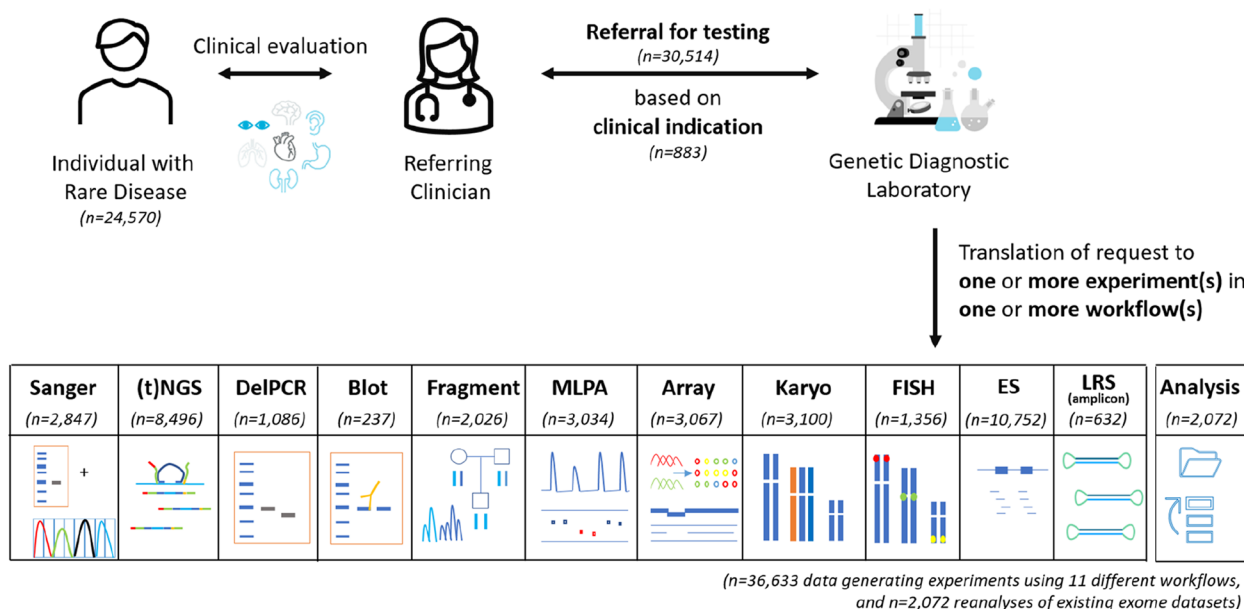 Clinical evaluation
Referral for testing
(n=30,514)
based on
clinical indication
(n=883)
Individual with
Rare Disease
(n=24,570)
Referring
Clinician
Genetic Diagnostic
Laboratory
Translation of request to
one or more experiment(s) in
one or more workflow(s)
Sanger
(n=2,847)
(t)NGS
(n=8,496)
DelPCR
(n=1,086)
Blot
(n=237)
Fragment
(n=2,026)
MLPA
(n=3,034)
Array
(n=3,067)
Karyo
(n=3,100)
FISH
(n=1,356)
ES
(n=10,752)
LRS
(amplicon)
(n=632)
Analysis
(n=2,072)
+
(n=36,633 data generating experiments using 11 different workflows,
and n=2,072 reanalyses of existing exome datasets)